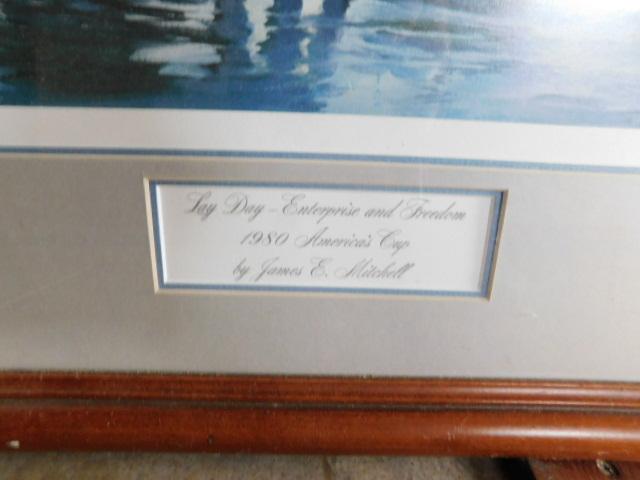 Lay Day - Enterprise and Freedom
1980 America's Cup
by James E. Mitchell